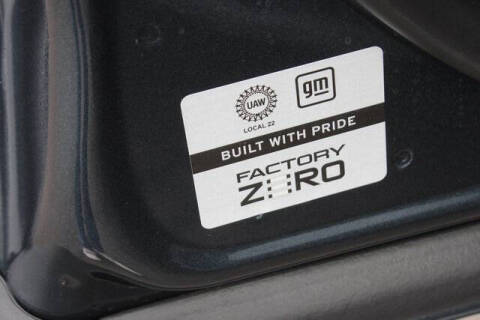 UAW
LOCAL 22
gm
BUILT WITH PRIDE
FACTORY
ZERO